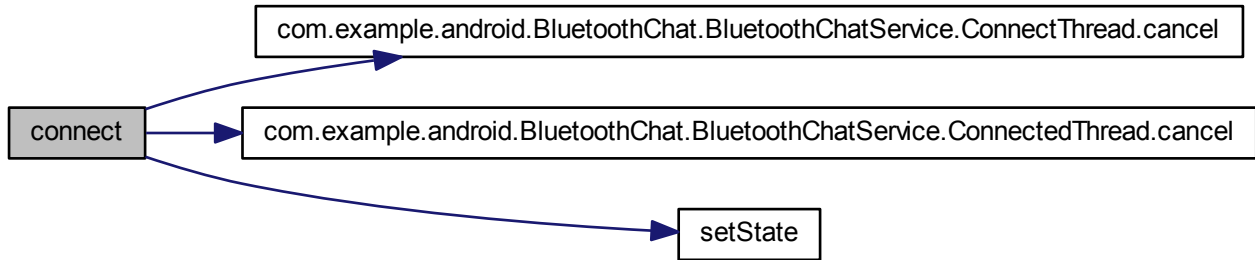 com.example.android.BluetoothChat.BluetoothChatService.ConnectThread.cancel
connect
com.example.android.BluetoothChat.BluetoothChatService.ConnectedThread.cancel
setState